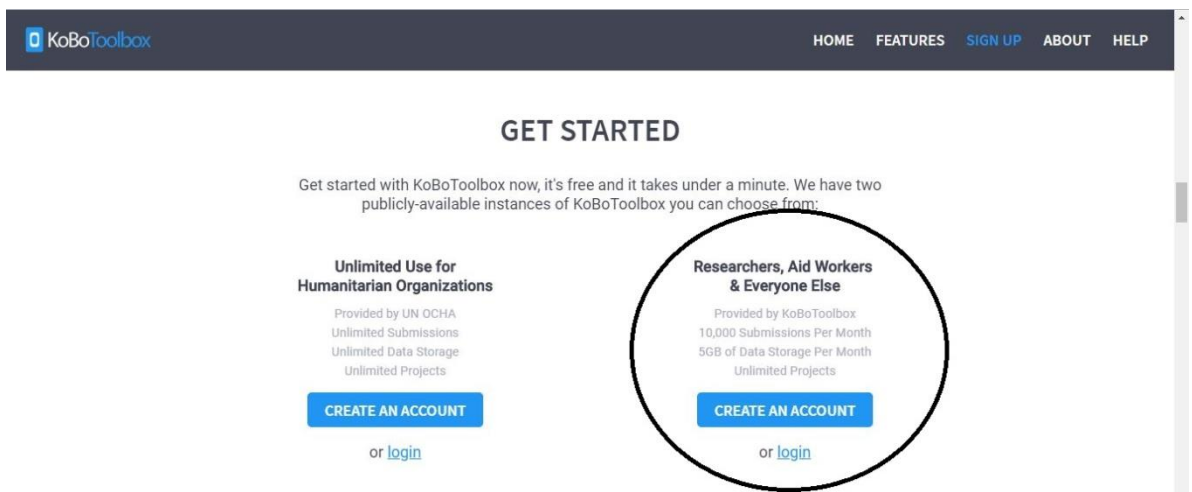 KoBoToolbox
HOME FEATURES SIGN UP ABOUT HELP
GET STARTED
Get started with KoBoToolbox now, it's free and it takes under a minute. We have two
publicly-available instances of KoBoToolbox you can choose from:
Unlimited Use for
Humanitarian Organizations
Provided by UN OCHA
Unlimited Submissions
Unlimited Data Storage
Unlimited Projects
CREATE AN ACCOUNT
or login
Researchers, Aid Workers
& Everyone Else
Provided by KoBoToolbox
10,000 Submissions Per Month
5GB of Data Storage Per Month
Unlimited Projects
CREATE AN ACCOUNT
or login